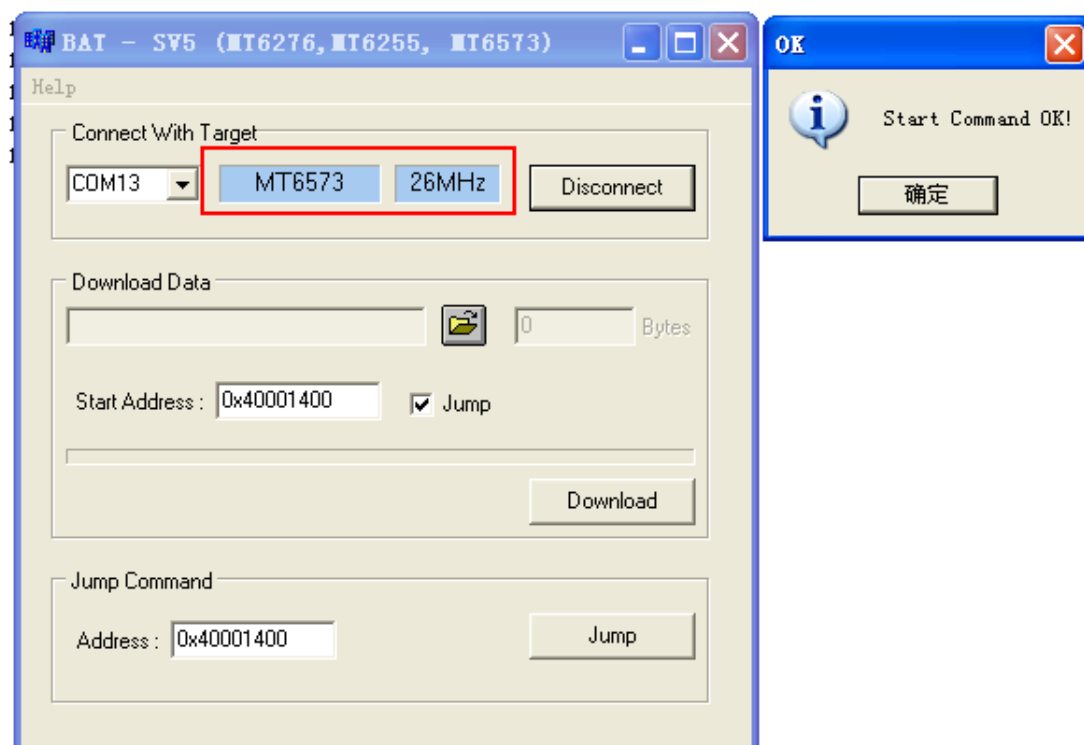 BAT - SV5 (MT6276,MT6255, MT6573)
Help
Connect With Target
COM13 MT6573 26MHz Disconnect
Download Data
0 Bytes
Start Address : 0x40001400 Jump
Download
Jump Command
Address : 0x40001400 Jump
OK
Start Command OK!
确定